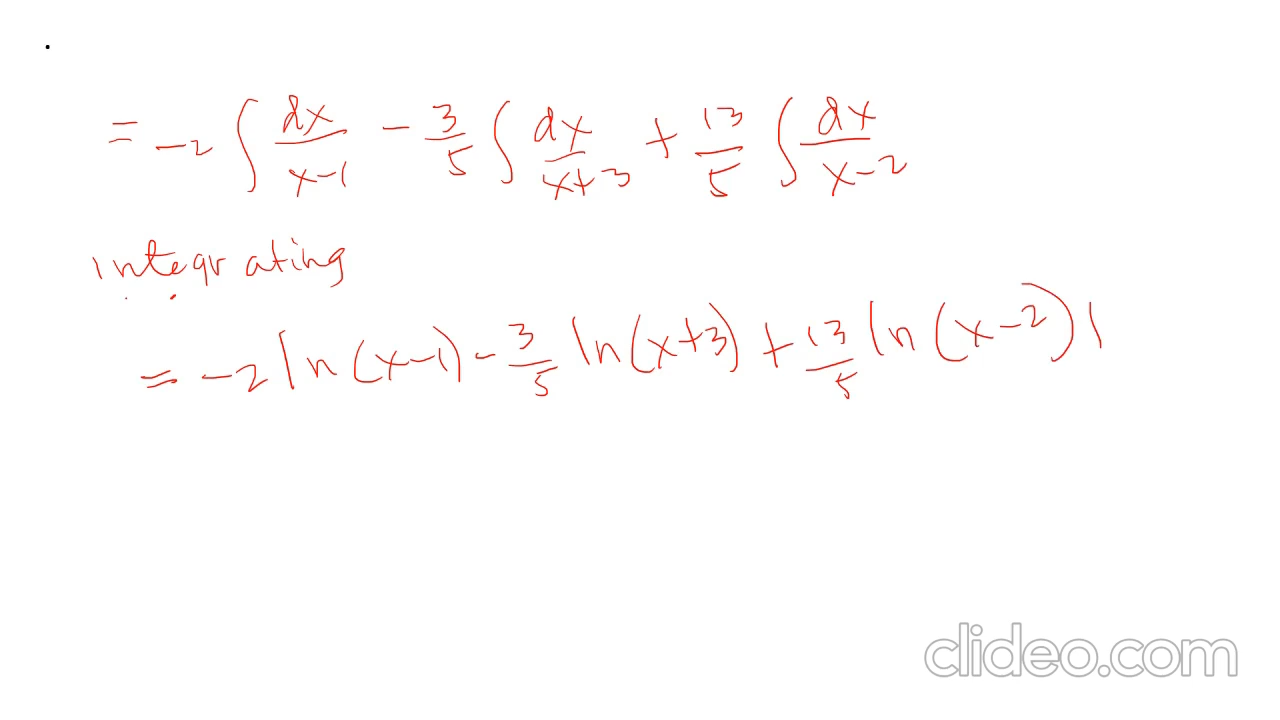 = -2 ∫ dx/(x-1) - 3/5 ∫ dx/(x+3) + 13/5 ∫ dx/(x-2)
integrating
= -2 ln(x-1) - 3/5 ln(x+3) + 13/5 ln(x-2) |
clideo.com